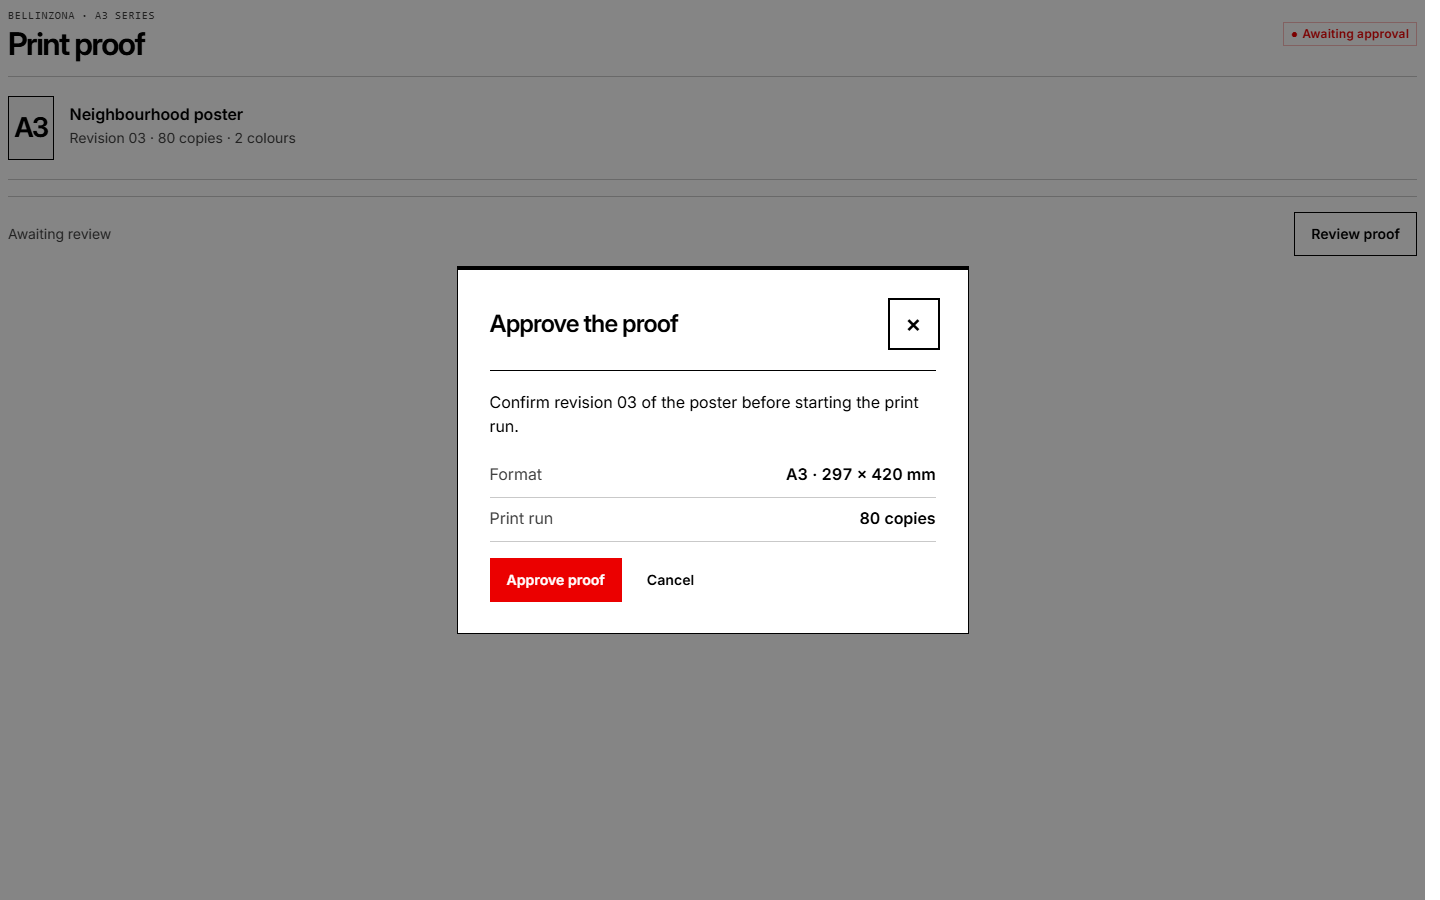 BELLINZONA · A3 SERIES
Print proof
● Awaiting approval
A3
Neighbourhood poster
Revision 03 · 80 copies · 2 colours
Awaiting review
Review proof
Approve the proof
×
Confirm revision 03 of the poster before starting the print
run.
Format
A3 · 297 × 420 mm
Print run
80 copies
Approve proof
Cancel